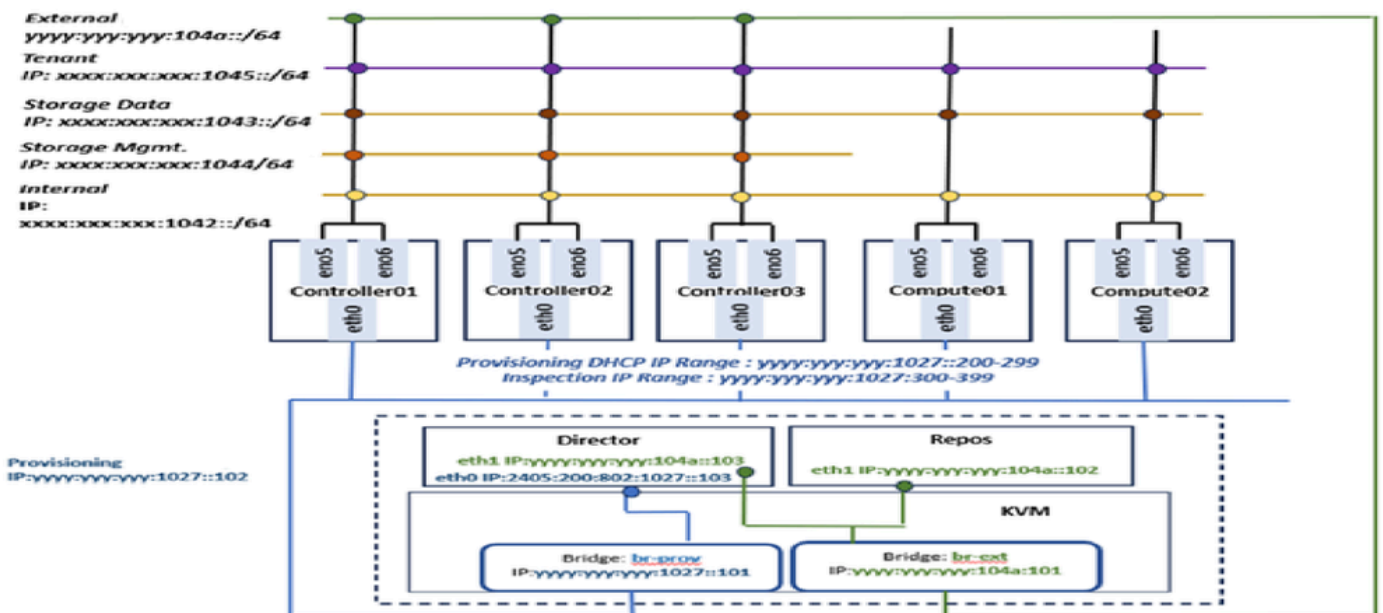 External
yyyy:yyy:yyy:104a::/64
Tenant
IP: xxxx:xxx:xxx:1045::/64
Storage Data
IP: xxxx:xxx:xxx:1043::/64
Storage Mgmt.
IP: xxxx:xxx:xxx:1044/64
Internal
IP:
xxxx:xxx:xxx:1042::/64
eno5 eno6 eno5 eno6 eno5 eno6 eno5 eno6 eno5 eno6
Controller01 Controller02 Controller03 Compute01 Compute02
eth0 eth0 eth0 eth0 eth0
Provisioning DHCP IP Range : yyyy:yyy:yyy:1027::200-299
Inspection IP Range : yyyy:yyy:yyy:1027:300-399
Director
eth1 IP:yyyy:yyy:yyy:104a::103
eth0 IP:2405:200:802:1027::103
Repos
eth1 IP:yyyy:yyy:yyy:104a::102
Provisioning
IP:yyyy:yyy:yyy:1027::102
KVM
Bridge: br-prov
IP:yyyy:yyy:yyy:1027::101
Bridge: br-ext
IP:yyyy:yyy:yyy:104a:101